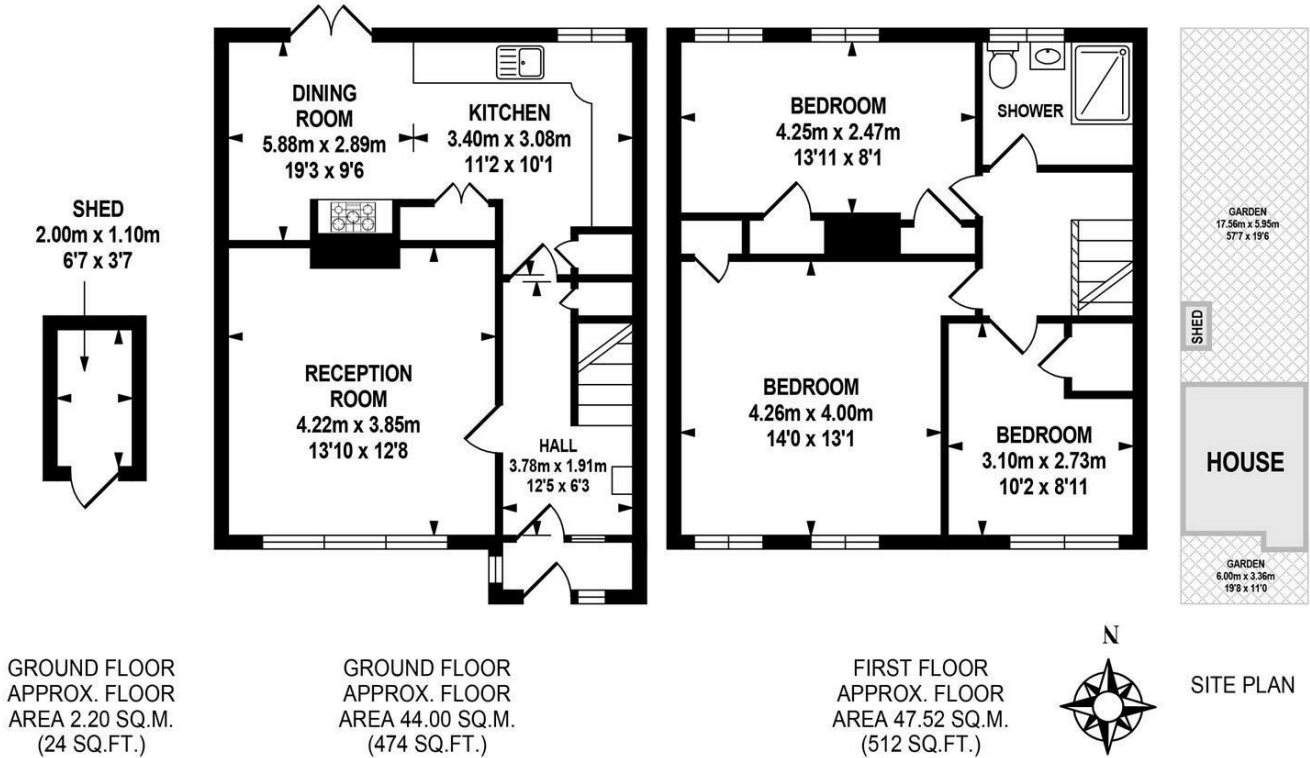 DINING
ROOM
5.88m x 2.89m
19'3 x 9'6
KITCHEN
3.40m x 3.08m
11'2 x 10'1
SHED
2.00m x 1.10m
6'7 x 3'7
RECEPTION
ROOM
4.22m x 3.85m
13'10 x 12'8
HALL
3.78m x 1.91m
12'5 x 6'3
BEDROOM
4.25m x 2.47m
13'11 x 8'1
SHOWER
BEDROOM
4.26m x 4.00m
14'0 x 13'1
BEDROOM
3.10m x 2.73m
10'2 x 8'11
GARDEN
17.56m x 5.95m
57'7 x 19'6
SHED
HOUSE
GARDEN
6.00m x 3.36m
19'8 x 11'0
GROUND FLOOR
APPROX. FLOOR
AREA 2.20 SQ.M.
(24 SQ.FT.)
GROUND FLOOR
APPROX. FLOOR
AREA 44.00 SQ.M.
(474 SQ.FT.)
FIRST FLOOR
APPROX. FLOOR
AREA 47.52 SQ.M.
(512 SQ.FT.)
N
SITE PLAN